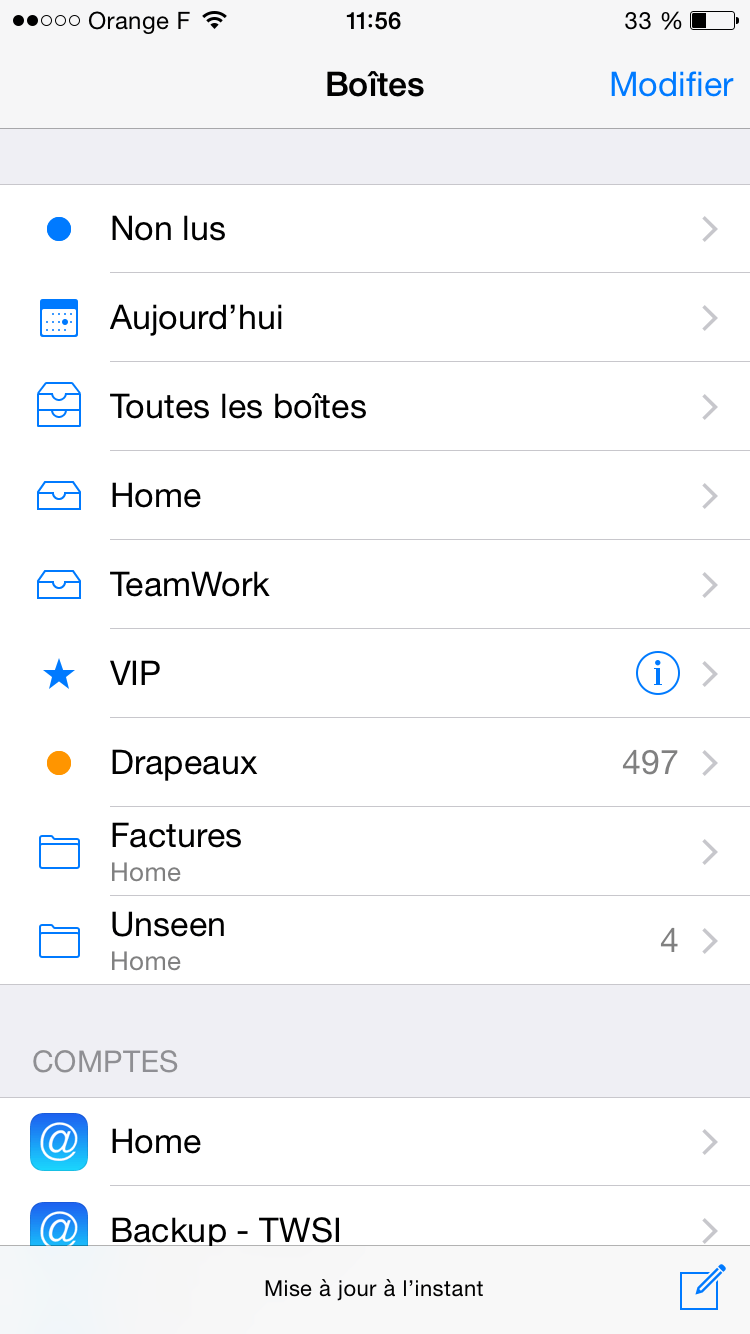 Orange F 11:56 33 %
Boîtes Modifier
Non lus
Aujourd’hui
Toutes les boîtes
Home
TeamWork
VIP
Drapeaux 497
Factures
Home
Unseen
Home 4
COMPTES
Home
Backup - TWSI
Mise à jour à l’instant